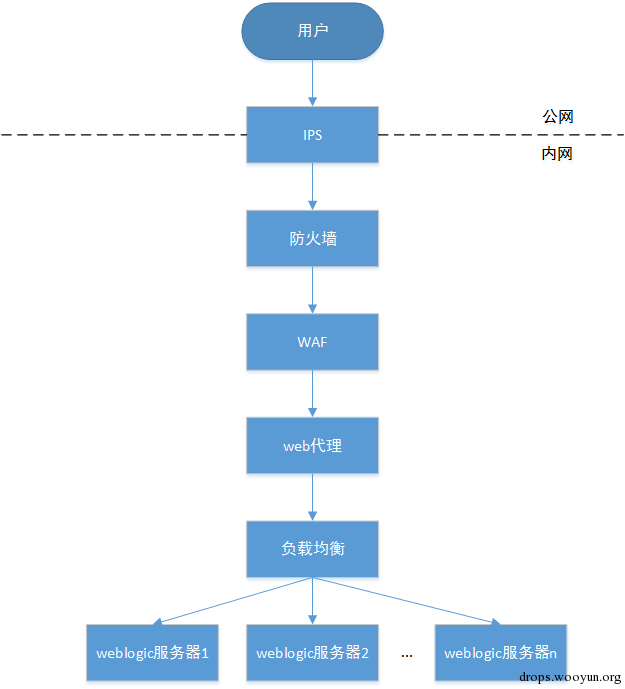 用户
公网
IPS
内网
防火墙
WAF
web代理
负载均衡
weblogic服务器1
weblogic服务器2
...
weblogic服务器n
drops.wooyun.org